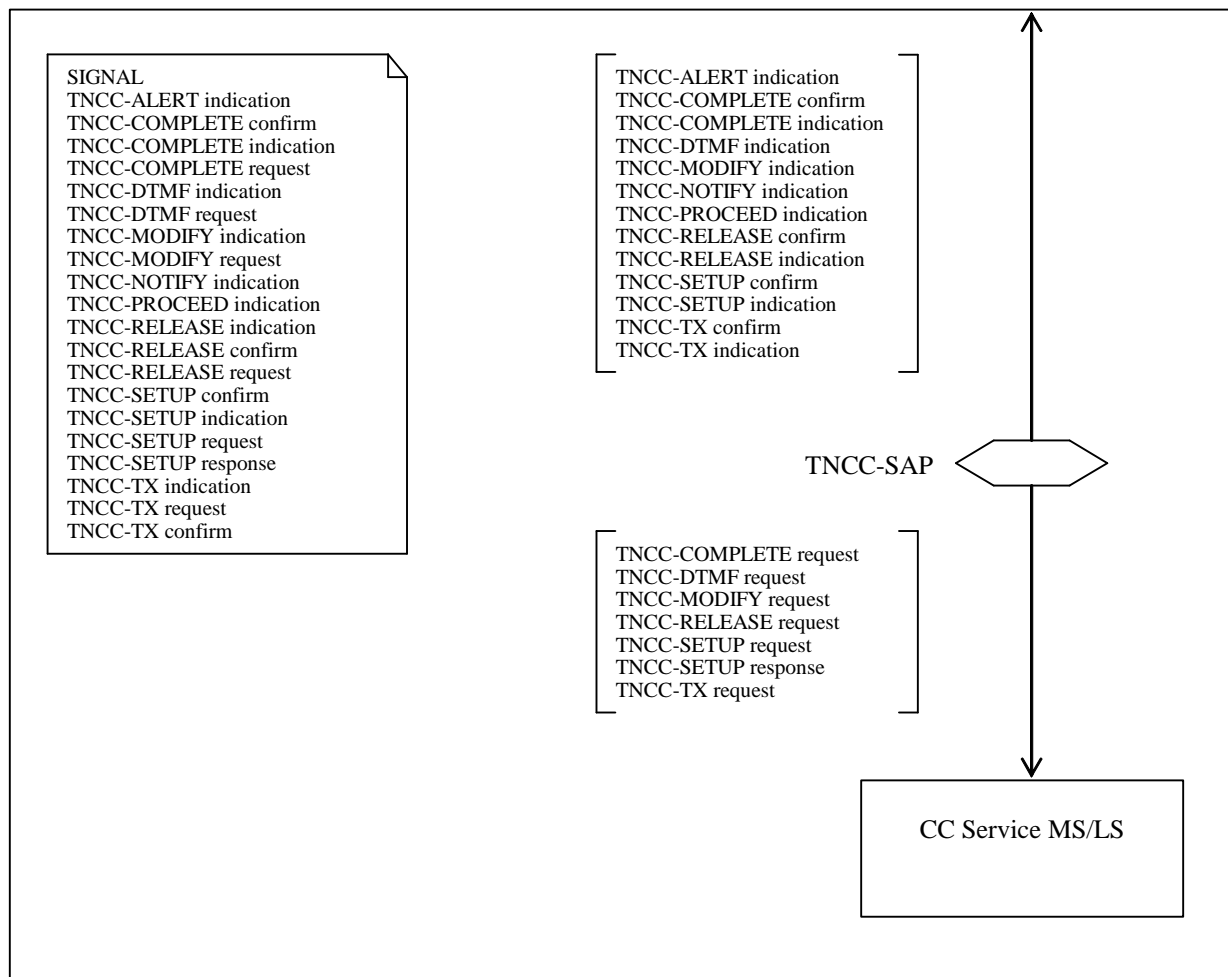 SIGNAL
TNCC-ALERT indication
TNCC-COMPLETE confirm
TNCC-COMPLETE indication
TNCC-COMPLETE request
TNCC-DTMF indication
TNCC-DTMF request
TNCC-MODIFY indication
TNCC-MODIFY request
TNCC-NOTIFY indication
TNCC-PROCEED indication
TNCC-RELEASE indication
TNCC-RELEASE confirm
TNCC-RELEASE request
TNCC-SETUP confirm
TNCC-SETUP indication
TNCC-SETUP request
TNCC-SETUP response
TNCC-TX indication
TNCC-TX request
TNCC-TX confirm
TNCC-ALERT indication
TNCC-COMPLETE confirm
TNCC-COMPLETE indication
TNCC-DTMF indication
TNCC-MODIFY indication
TNCC-NOTIFY indication
TNCC-PROCEED indication
TNCC-RELEASE confirm
TNCC-RELEASE indication
TNCC-SETUP confirm
TNCC-SETUP indication
TNCC-TX confirm
TNCC-TX indication
TNCC-SAP
TNCC-COMPLETE request
TNCC-DTMF request
TNCC-MODIFY request
TNCC-RELEASE request
TNCC-SETUP request
TNCC-SETUP response
TNCC-TX request
CC Service MS/LS